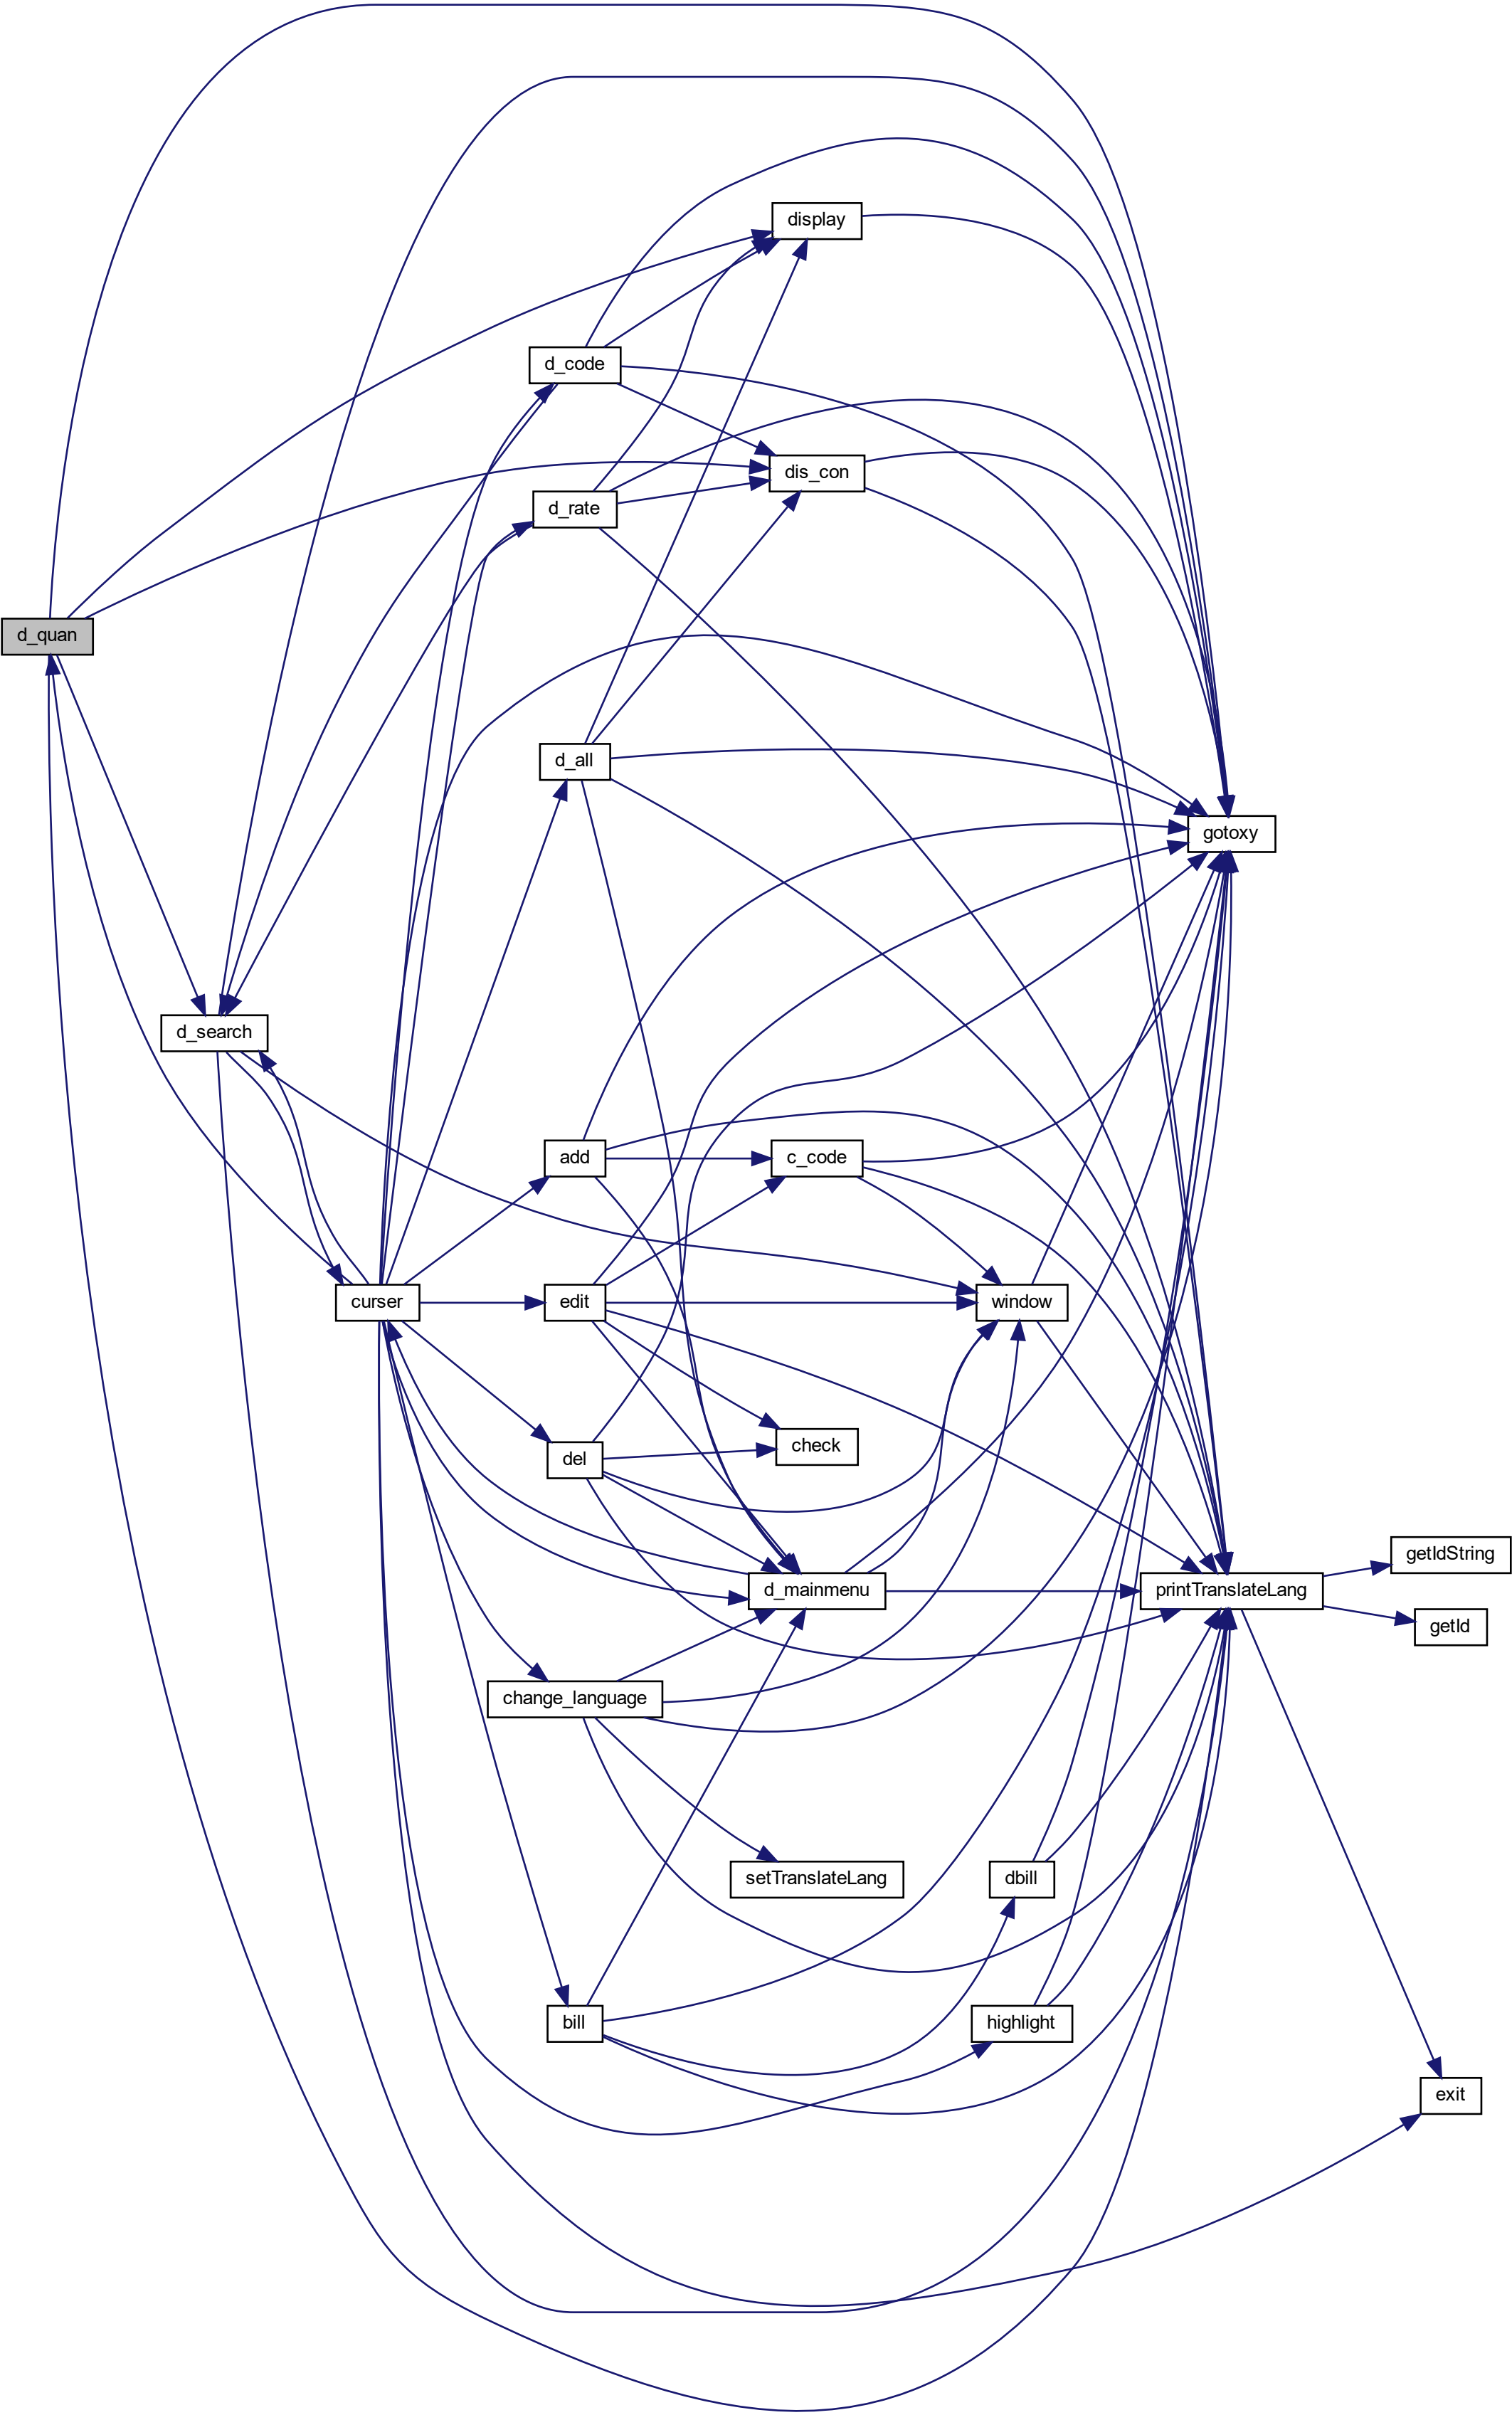 display
d_code
dis_con
d_rate
d_quan
d_all
gotoxy
d_search
add
c_code
curser
edit
window
del
check
getIdString
d_mainmenu
printTranslateLang
getId
change_language
setTranslateLang
dbill
bill
highlight
exit